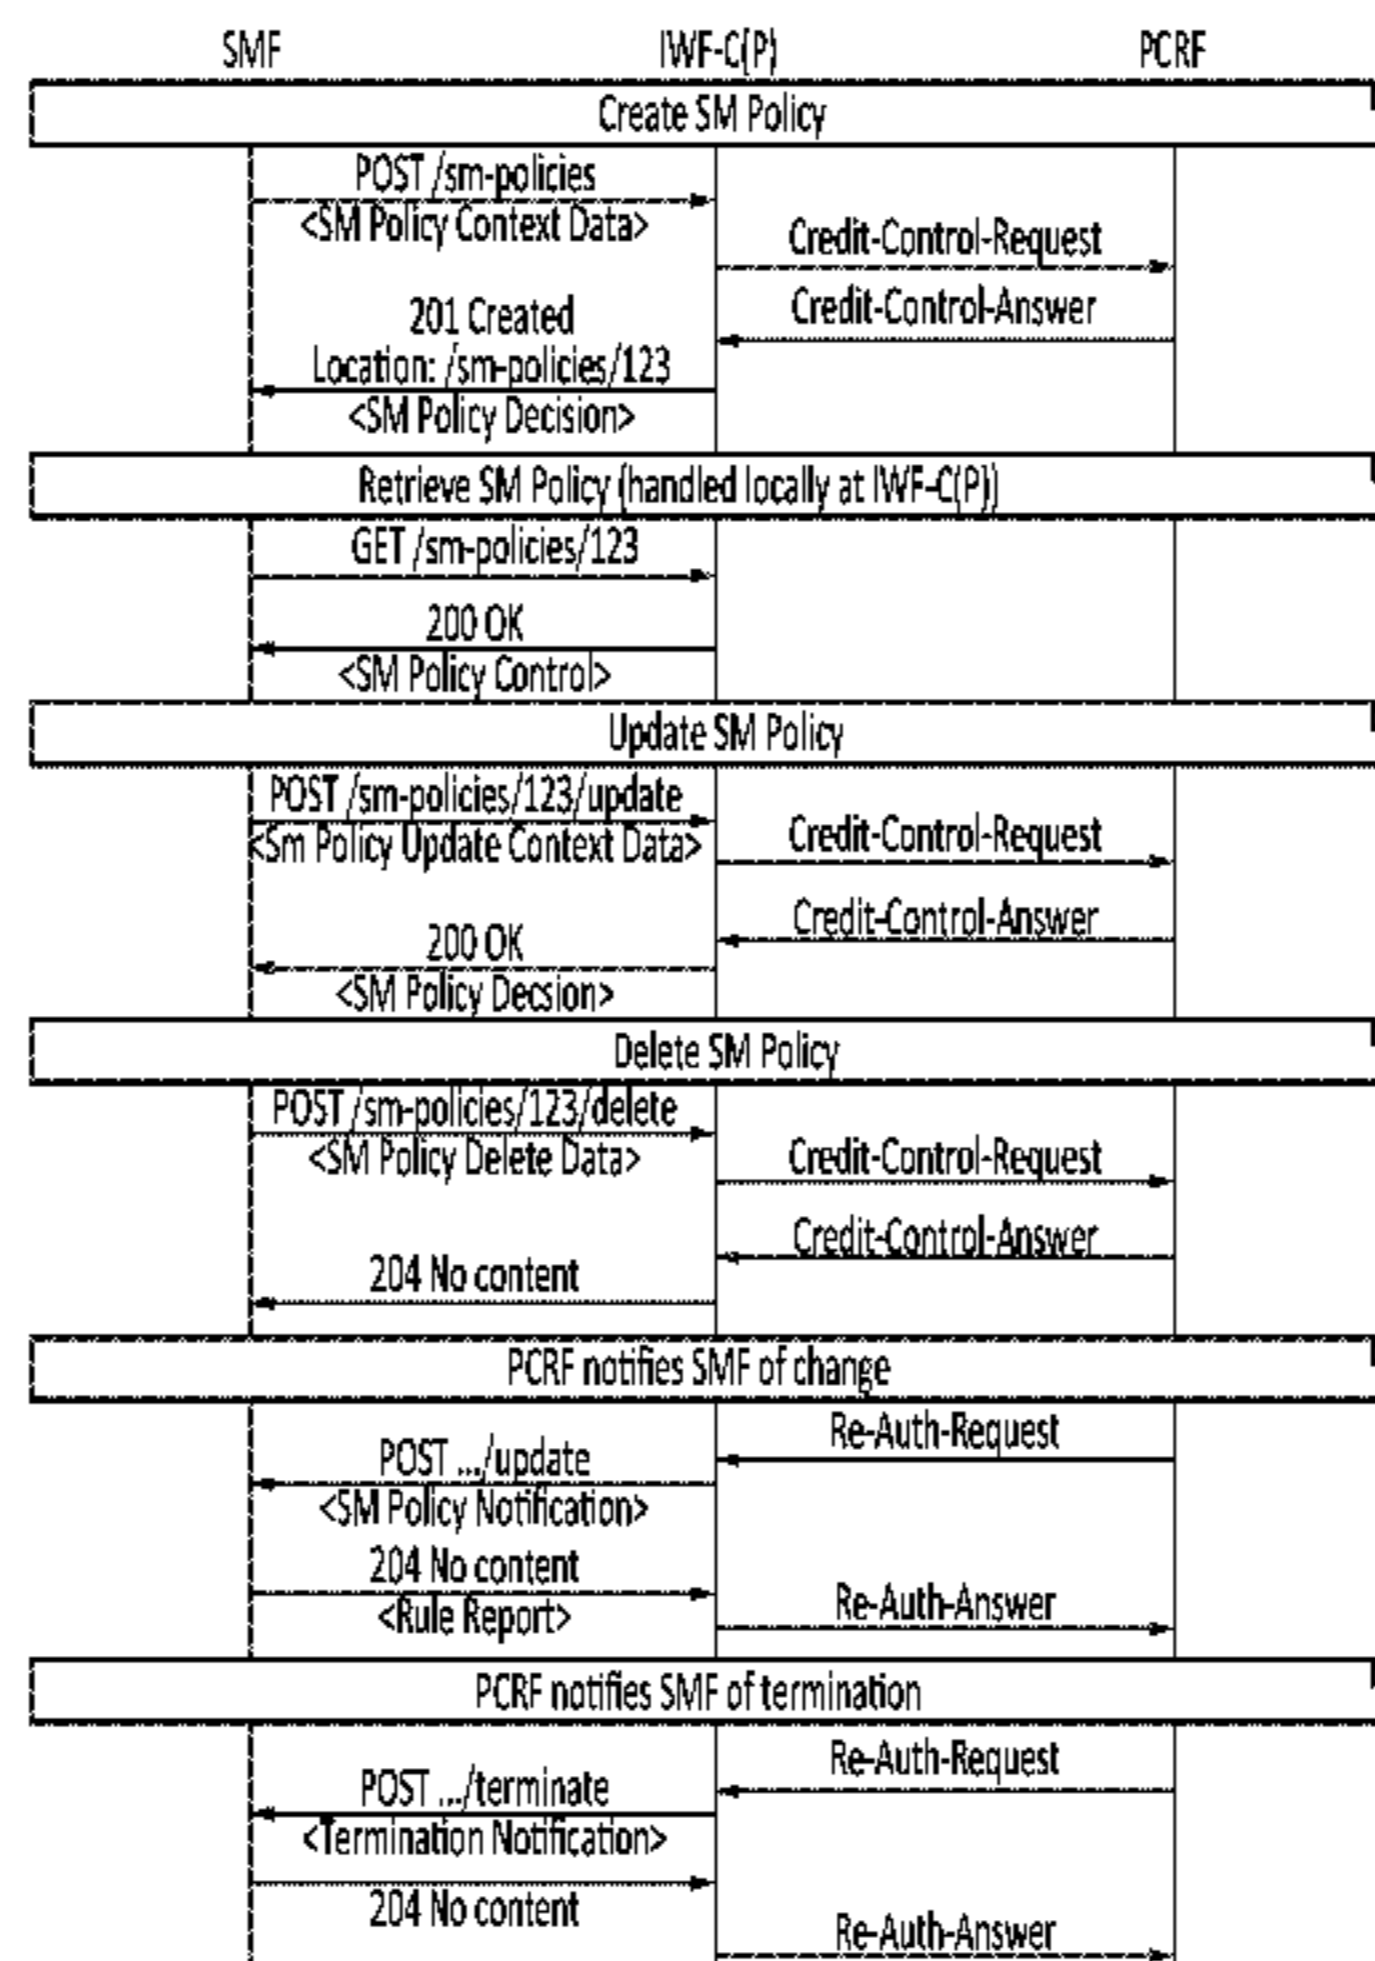 SMF IWF-C(P) PCRF
Create SM Policy
POST /sm-policies
<SM Policy Context Data>
Credit-Control-Request
Credit-Control-Answer
201 Created
Location: /sm-policies/123
<SM Policy Decision>
Retrieve SM Policy (handled locally at IWF-C(P))
GET /sm-policies/123
200 OK
<SM Policy Control>
Update SM Policy
POST /sm-policies/123/update
<Sm Policy Update Context Data>
Credit-Control-Request
Credit-Control-Answer
200 OK
<SM Policy Decsion>
Delete SM Policy
POST /sm-policies/123/delete
<SM Policy Delete Data>
Credit-Control-Request
Credit-Control-Answer
204 No content
PCRF notifies SMF of change
Re-Auth-Request
POST .../update
<SM Policy Notification>
204 No content
<Rule Report>
Re-Auth-Answer
PCRF notifies SMF of termination
Re-Auth-Request
POST .../terminate
<Termination Notification>
204 No content
Re-Auth-Answer